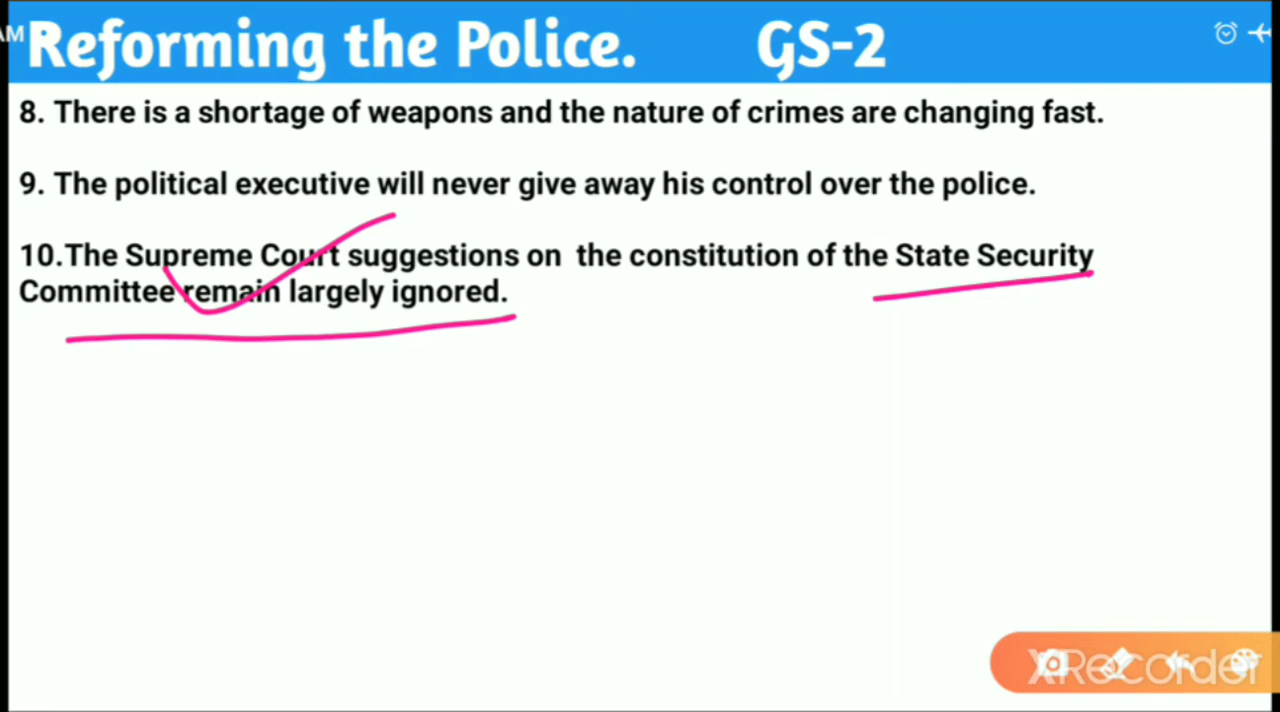 AM
Reforming the Police. GS-2
8. There is a shortage of weapons and the nature of crimes are changing fast.
9. The political executive will never give away his control over the police.
10.The Supreme Court suggestions on the constitution of the State Security
Committee remain largely ignored.
XRecorder